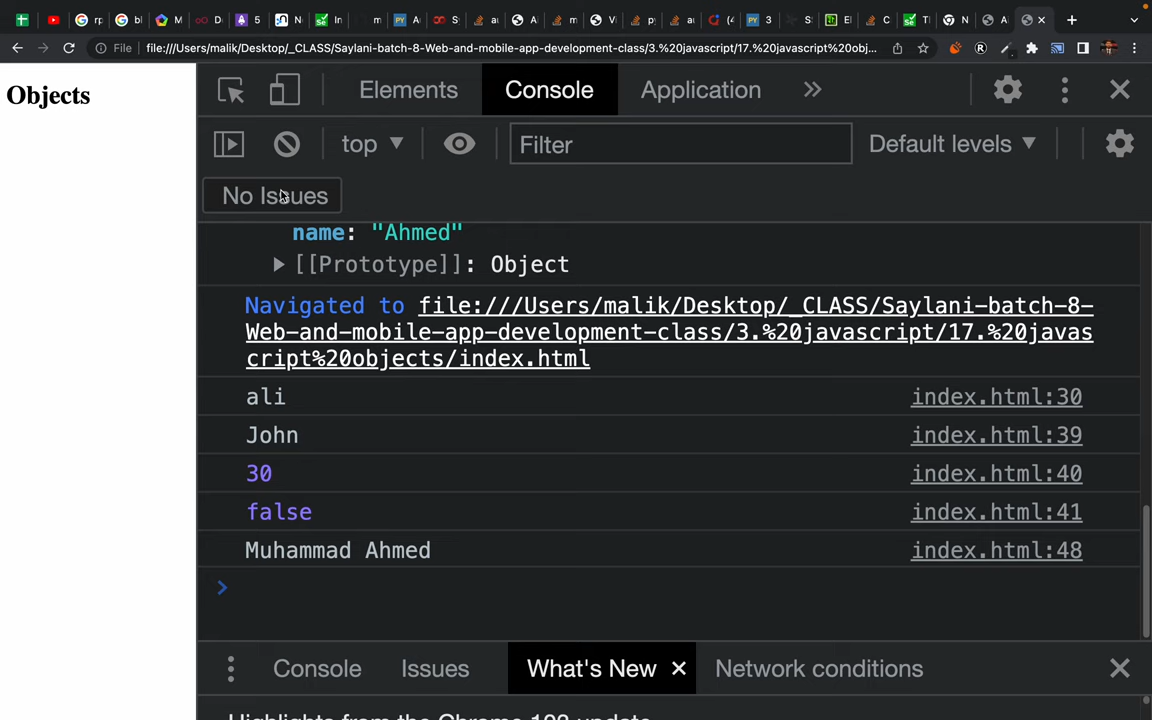 File file:///Users/malik/Desktop/_CLASS/Saylani-batch-8-Web-and-mobile-app-development-class/3.%20javascript/17.%20javascript%20obj...
Objects
Elements Console Application
top Filter Default levels
No Issues
name: "Ahmed"
[[Prototype]]: Object
Navigated to file:///Users/malik/Desktop/_CLASS/Saylani-batch-8-
Web-and-mobile-app-development-class/3.%20javascript/17.%20javas
cript%20objects/index.html
ali index.html:30
John index.html:39
30 index.html:40
false index.html:41
Muhammad Ahmed index.html:48
Console Issues What's New Network conditions